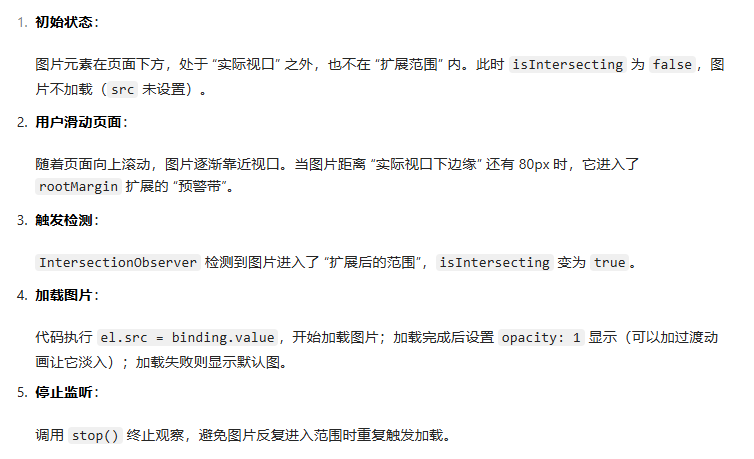 1. 初始状态：
图片元素在页面下方，处于 “实际视口” 之外，也不在 “扩展范围” 内。此时 isIntersecting 为 false，图
片不加载（src 未设置）。
2. 用户滑动页面：
随着页面向上滚动，图片逐渐靠近视口。当图片距离 “实际视口下边缘” 还有 80px 时，它进入了
rootMargin 扩展的 “预警带”。
3. 触发检测：
IntersectionObserver 检测到图片进入了 “扩展后的范围”，isIntersecting 变为 true。
4. 加载图片：
代码执行 el.src = binding.value，开始加载图片；加载完成后设置 opacity: 1 显示（可以加过渡动
画让它淡入）；加载失败则显示默认图。
5. 停止监听：
调用 stop() 终止观察，避免图片反复进入范围时重复触发加载。